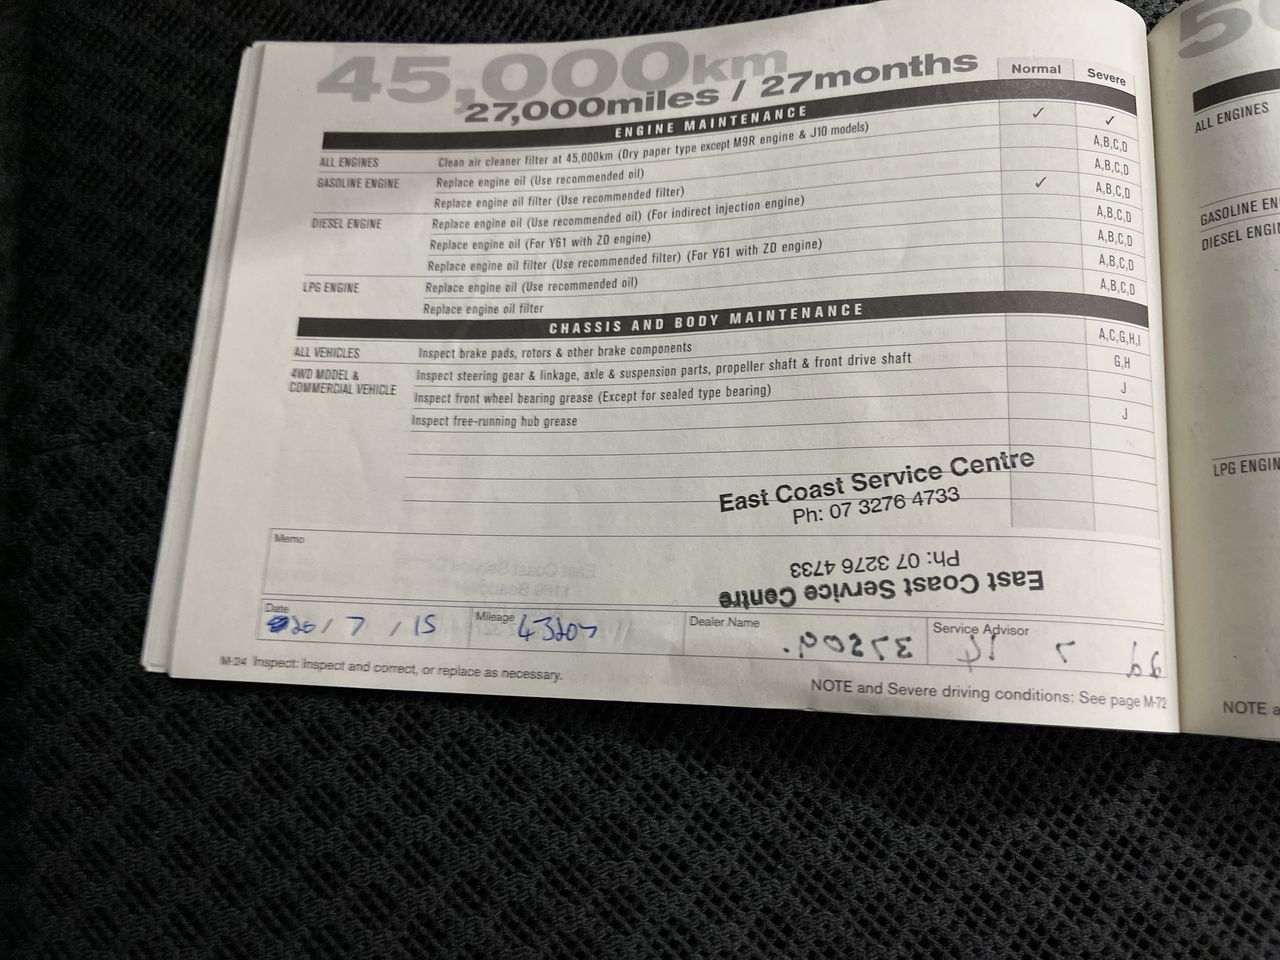 45,000km
27,000miles / 27months
Normal Severe
ENGINE MAINTENANCE
ALL ENGINES Clean air cleaner filter at 45,000km (Dry paper type except M9R engine & J10 models) ✓ ✓
GASOLINE ENGINE Replace engine oil (Use recommended oil) A,B,C,D
Replace engine oil filter (Use recommended filter) A,B,C,D
DIESEL ENGINE Replace engine oil (Use recommended oil) (For indirect injection engine) ✓ A,B,C,D
Replace engine oil (For Y61 with ZD engine) A,B,C,D
Replace engine oil filter (Use recommended filter) (For Y61 with ZD engine) A,B,C,D
LPG ENGINE Replace engine oil (Use recommended oil) A,B,C,D
Replace engine oil filter A,B,C,D
CHASSIS AND BODY MAINTENANCE
ALL VEHICLES Inspect brake pads, rotors & other brake components A,C,G,H,I
4WD MODEL & COMMERCIAL VEHICLE Inspect steering gear & linkage, axle & suspension parts, propeller shaft & front drive shaft G,H
Inspect front wheel bearing grease (Except for sealed type bearing) J
Inspect free-running hub grease J
East Coast Service Centre
Ph: 07 3276 4733
Memo
East Coast Service Centre
Ph: 07 3276 4733
Date 20/7/15 Mileage Dealer Name Service Advisor
M-24 Inspect: Inspect and correct, or replace as necessary.
NOTE and Severe driving conditions: See page M-72
ALL ENGINES
LPG
NOTE